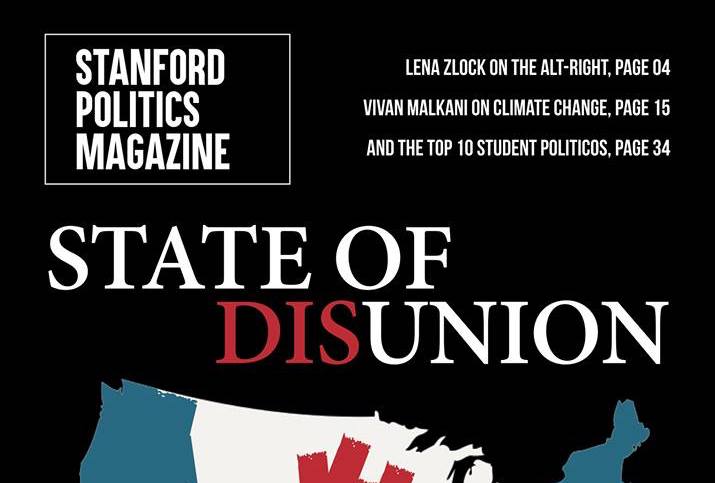 STANFORD
POLITICS
MAGAZINE
LENA ZLOCK ON THE ALT-RIGHT, PAGE 04
VIVAN MALKANI ON CLIMATE CHANGE, PAGE 15
AND THE TOP 10 STUDENT POLITICOS, PAGE 34
STATE OF
DISUNION